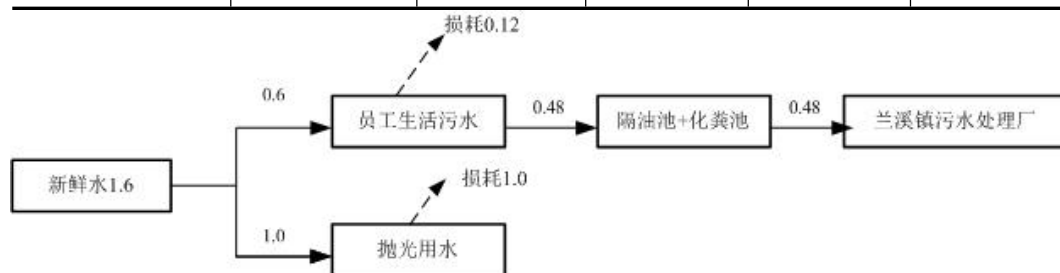 损耗0.12
0.6
员工生活污水
0.48
隔油池+化粪池
0.48
兰溪镇污水处理厂
新鲜水1.6
损耗1.0
1.0
抛光用水